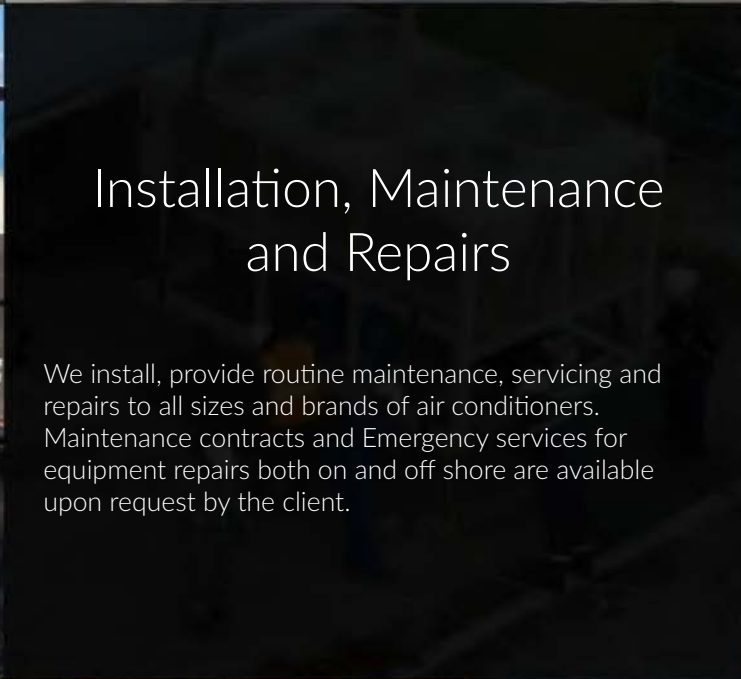 Installation, Maintenance
and Repairs
We install, provide routine maintenance, servicing and
repairs to all sizes and brands of air conditioners.
Maintenance contracts and Emergency services for
equipment repairs both on and off shore are available
upon request by the client.